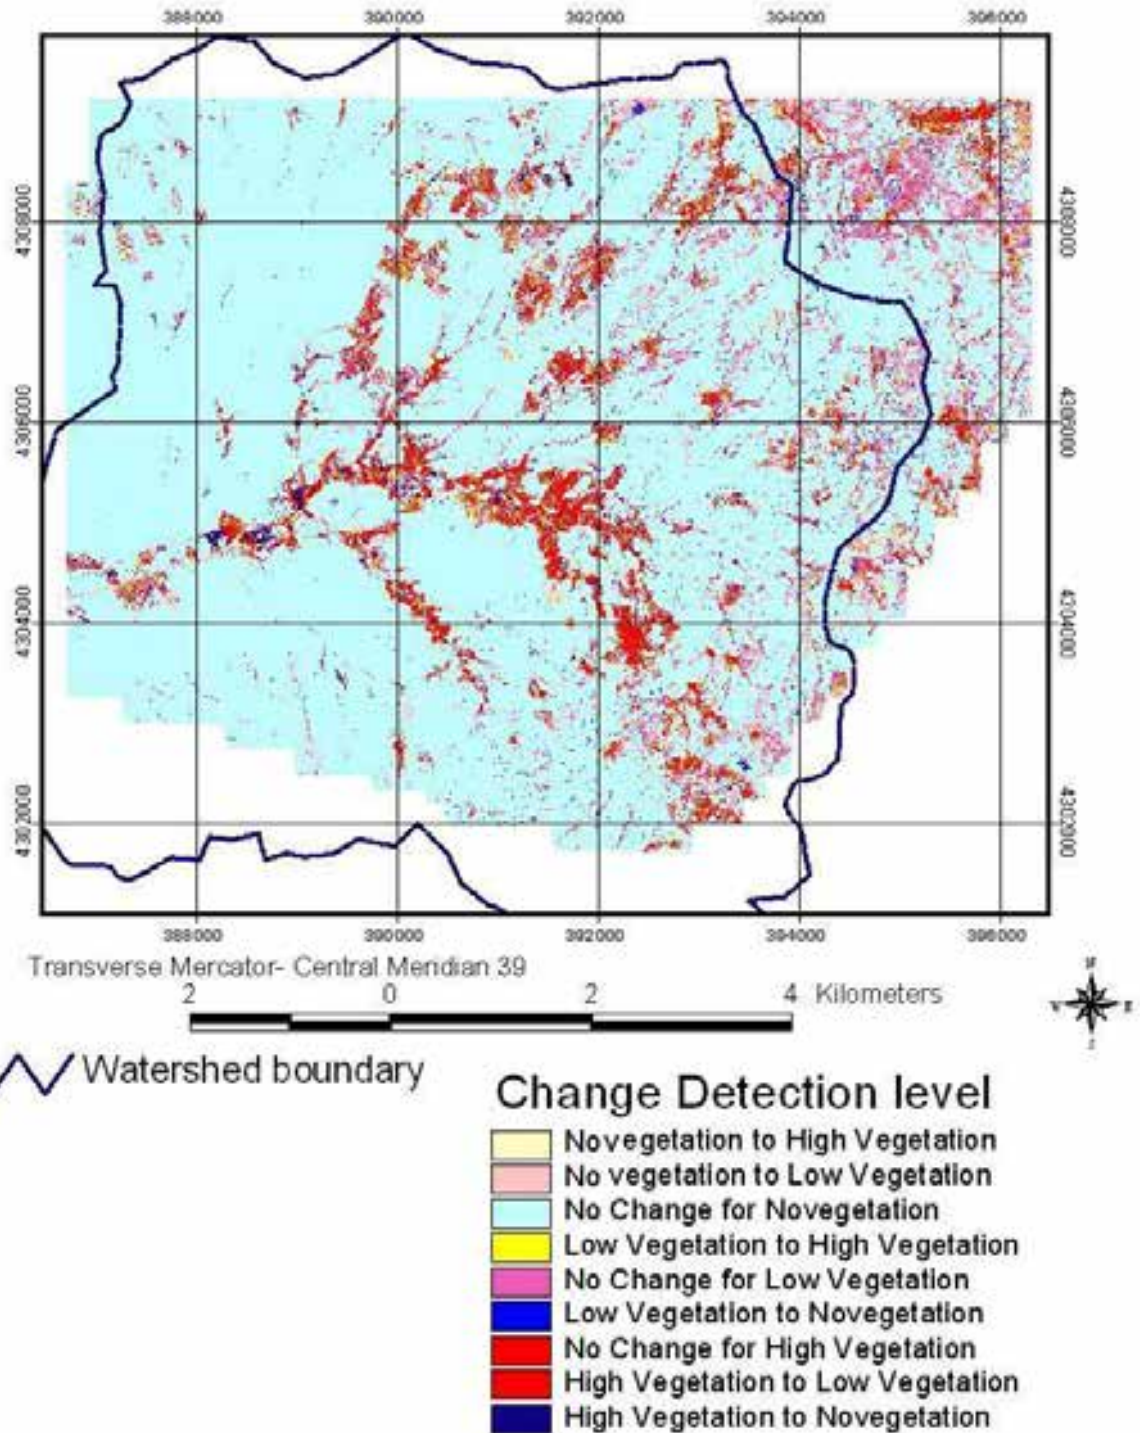 388000 390000 392000 394000 396000
4308000 4308000
4306000 4306000
4304000 4304000
4302000
388000 390000 392000 394000 396000
Transverse Mercator- Central Meridian 39
2 0 2 4 Kilometers
Watershed boundary
Change Detection level
Novegetation to High Vegetation
No vegetation to Low Vegetation
No Change for Novegetation
Low Vegetation to High Vegetation
No Change for Low Vegetation
Low Vegetation to Novegetation
No Change for High Vegetation
High Vegetation to Low Vegetation
High Vegetation to Novegetation